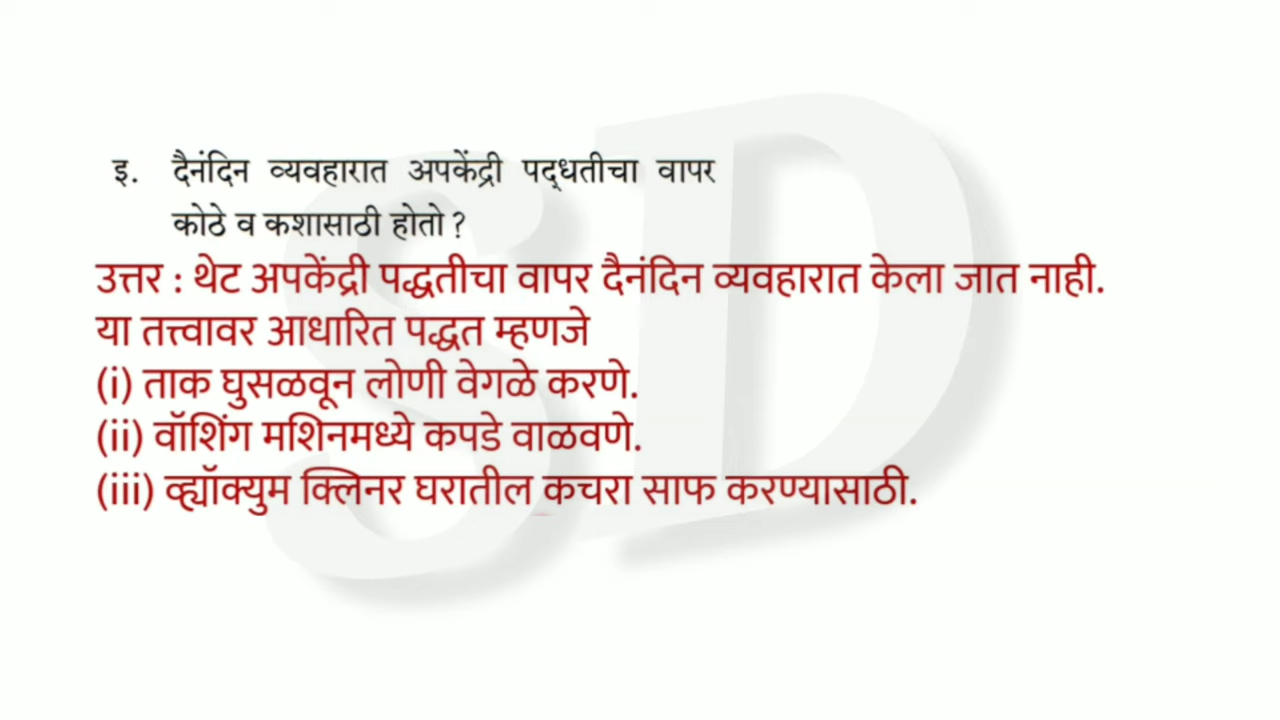 इ. दैनंदिन व्यवहारात अपकेंद्री पद्धतीचा वापर
कोठे व कशासाठी होतो ?
उत्तर : थेट अपकेंद्री पद्धतीचा वापर दैनंदिन व्यवहारात केला जात नाही.
या तत्त्वावर आधारित पद्धत म्हणजे
(i) ताक घुसळवून लोणी वेगळे करणे.
(ii) वॉशिंग मशिनमध्ये कपडे वाळवणे.
(iii) व्ह्यॉक्युम क्लिनर घरातील कचरा साफ करण्यासाठी.
SD